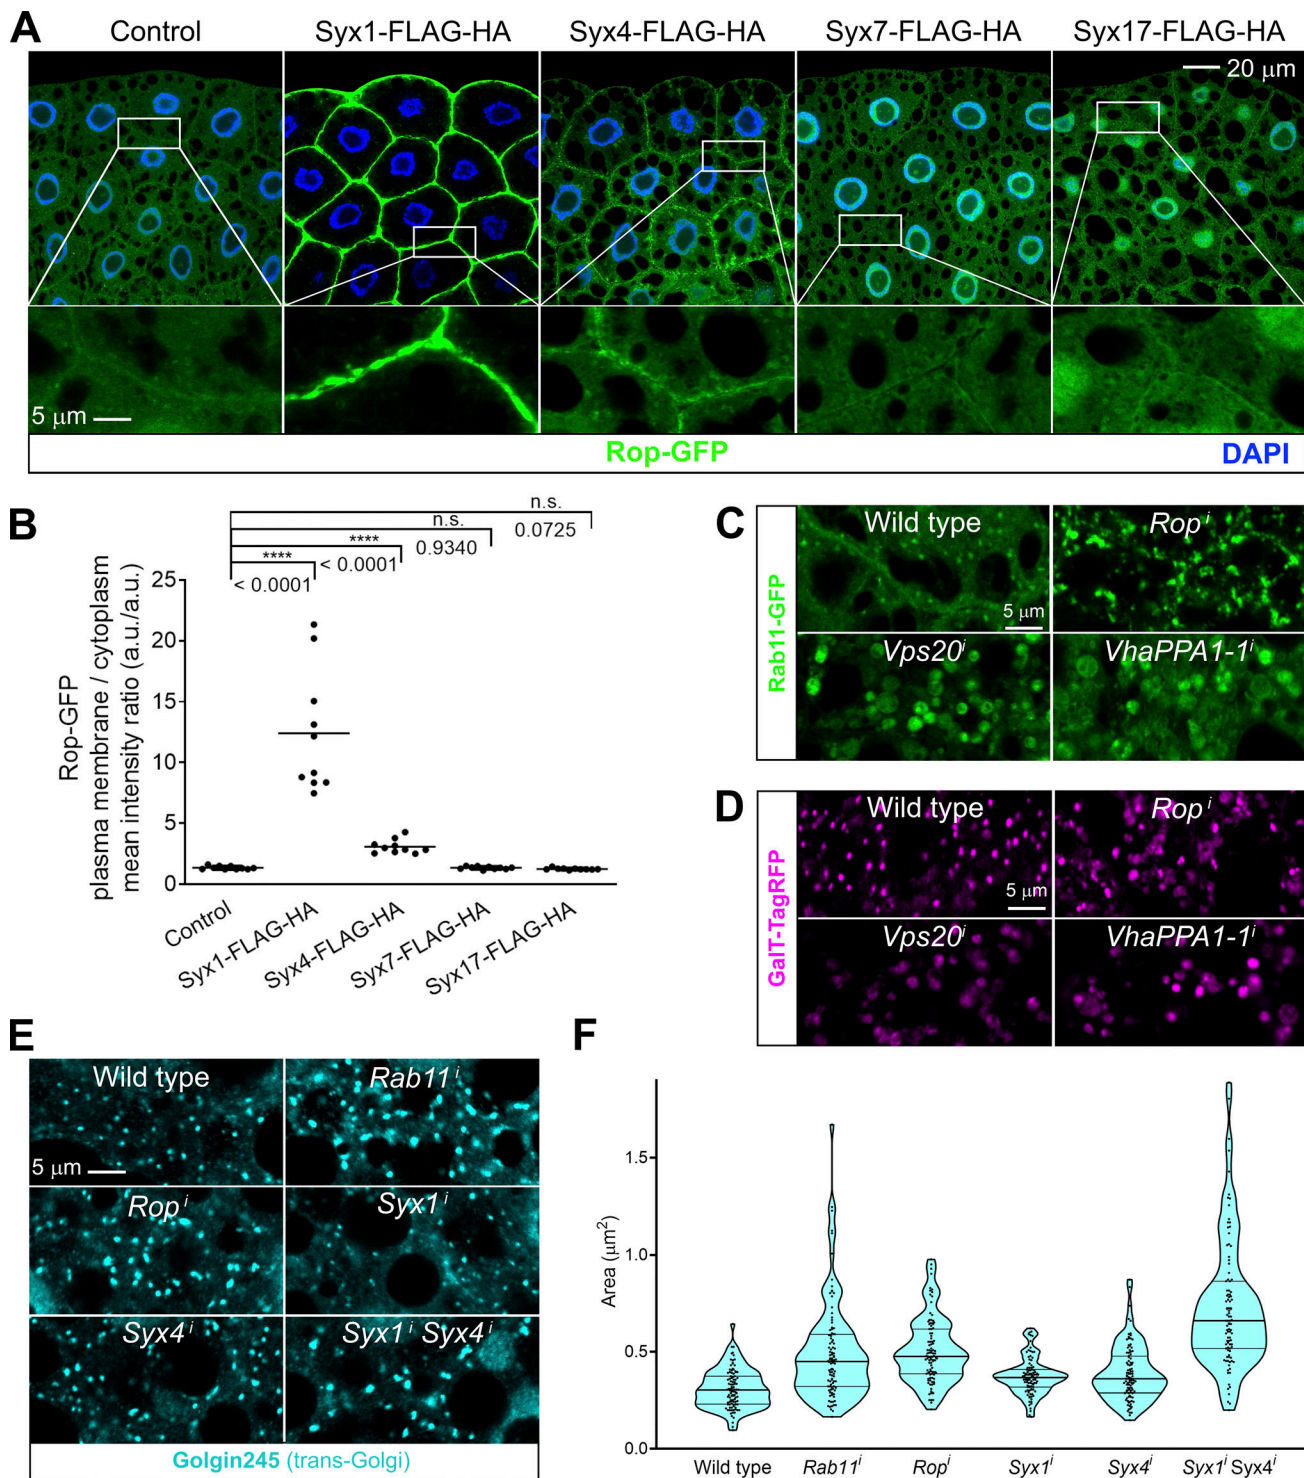 A
Control
Syx1-FLAG-HA
Syx4-FLAG-HA
Syx7-FLAG-HA
Syx17-FLAG-HA
20 μm
5 μm
Rop-GFP
DAPI
B
n.s.
n.s.
0.0725
****
0.9340
****
< 0.0001
< 0.0001
Rop-GFP
plasma membrane / cytoplasm
mean intensity ratio (a.u./a.u.)
25
20
15
10
5
0
Control
Syx1-FLAG-HA
Syx4-FLAG-HA
Syx7-FLAG-HA
Syx17-FLAG-HA
C
Rab11-GFP
Wild type
Rop i
5 μm
Vps20 i
VhaPPA1-1 i
D
GalT-TagRFP
Wild type
Rop i
5 μm
Vps20 i
VhaPPA1-1 i
E
Wild type
Rab11 i
5 μm
Rop i
Syx1 i
Syx4 i
Syx1 i Syx4 i
Golgin245 (trans-Golgi)
F
Area (μm²)
1.5
1.0
0.5
0.0
Wild type
Rab11 i
Rop i
Syx1 i
Syx4 i
Syx1 i Syx4 i